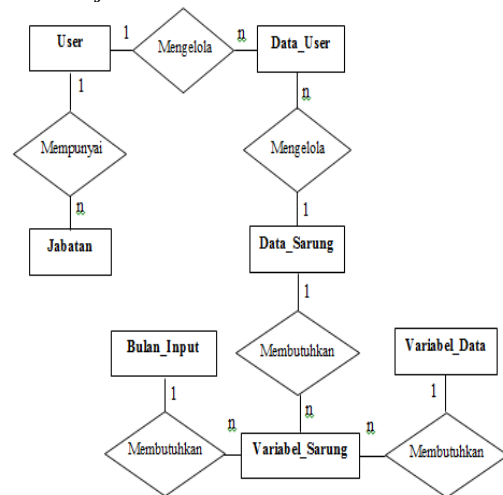 User
1
Mengelola
n
Data_User
1
n
Mempunyai
Mengelola
n
1
Jabatan
Data_Sarung
1
Bulan_Input
Membutuhkan
Variabel_Data
1
1
n
n
n
Membutuhkan
Variabel_Sarung
Membutuhkan